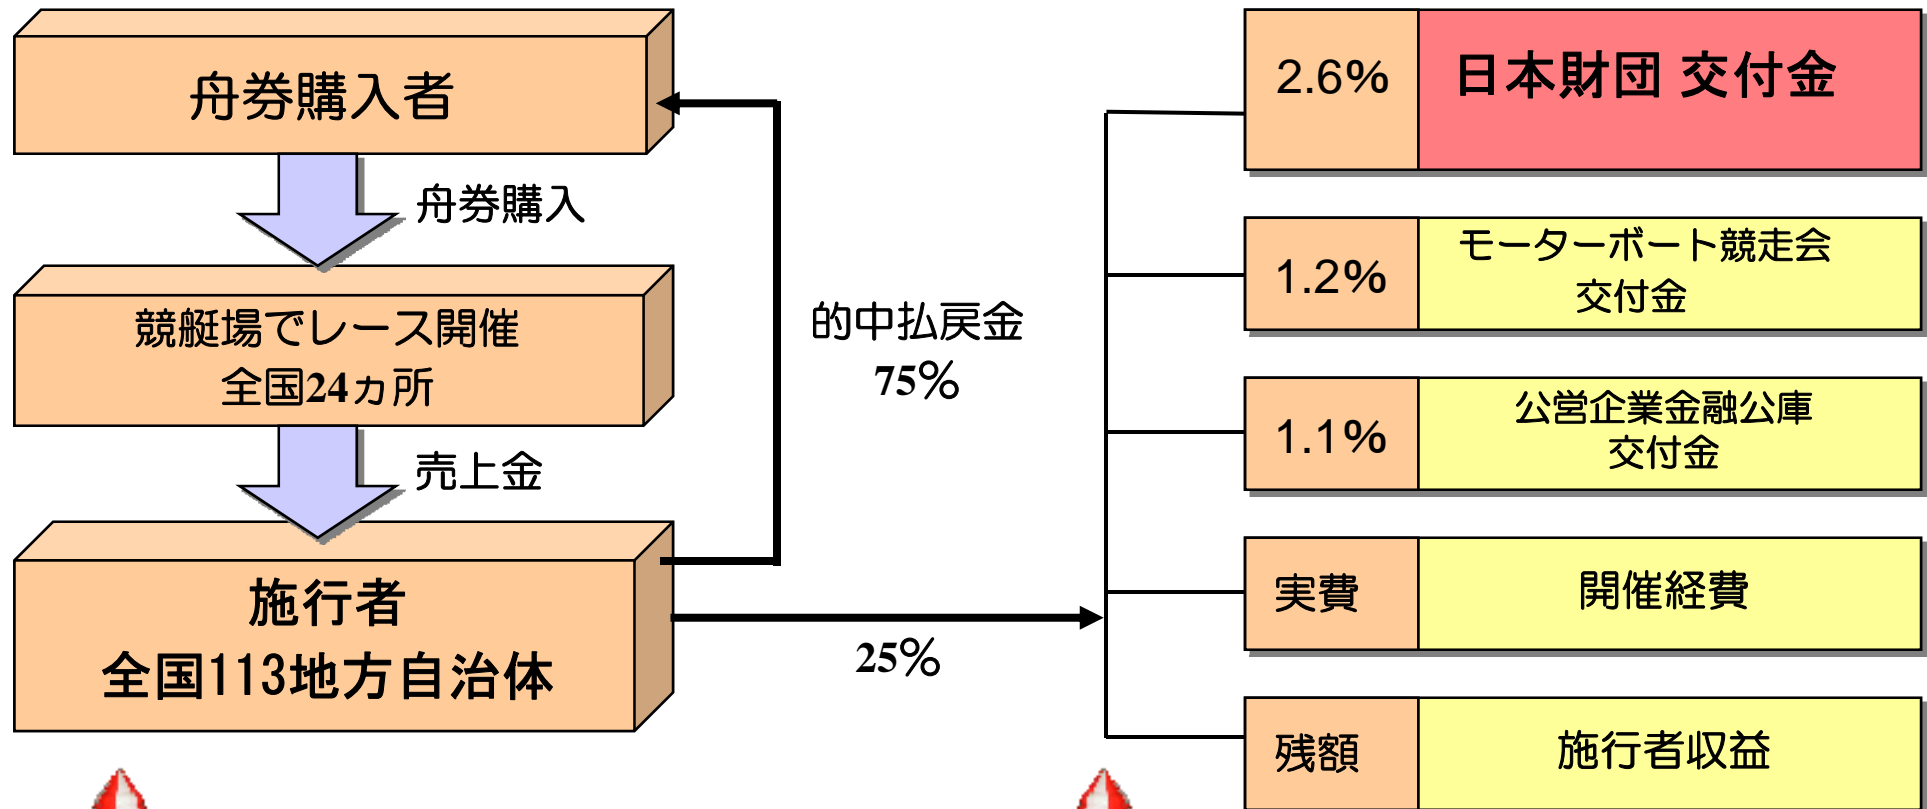 舟券購入者
舟券購入
競艇場でレース開催
全国24ヵ所
売上金
施行者
全国113地方自治体
的中払戻金
75%
25%
2.6% 日本財団 交付金
1.2% モーターボート競走会
交付金
1.1% 公営企業金融公庫
交付金
実費 開催経費
残額 施行者収益